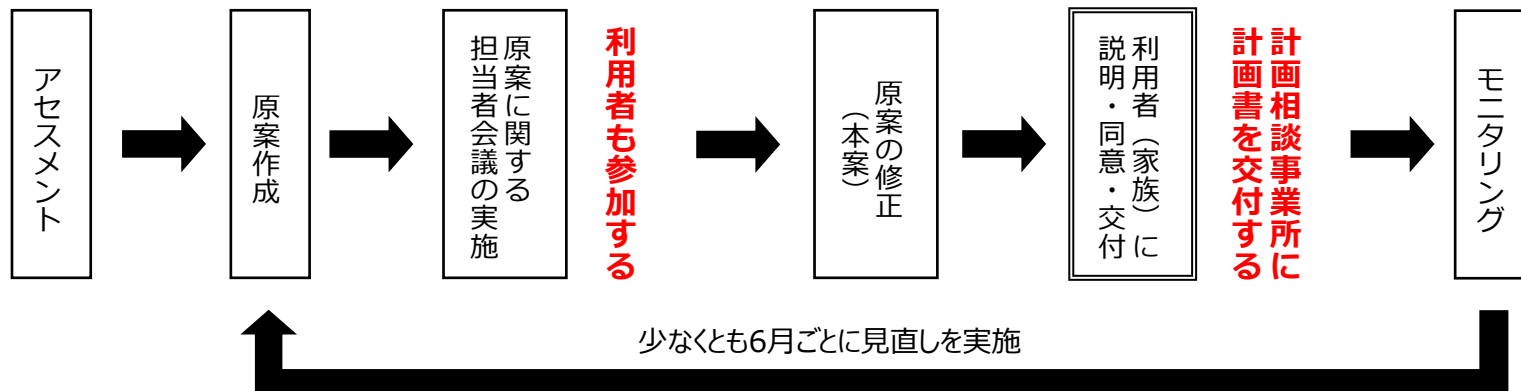 アセスメント
原案作成
原案に関する
担当者会議の実施
利用者も参加する
原案の修正
（本案）
利用者（家族）に
説明・同意・交付
計画相談事業所に
計画書を交付する
モニタリング
少なくとも6月ごとに見直しを実施